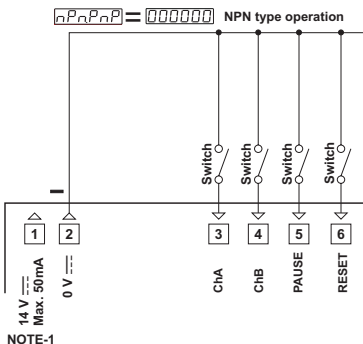 nPnPnP = 000000 NPN type operation
Switch Switch Switch Switch
1 2 3 4 5 6
14 V
Max. 50mA
0 V
ChA
ChB
PAUSE
RESET
NOTE-1